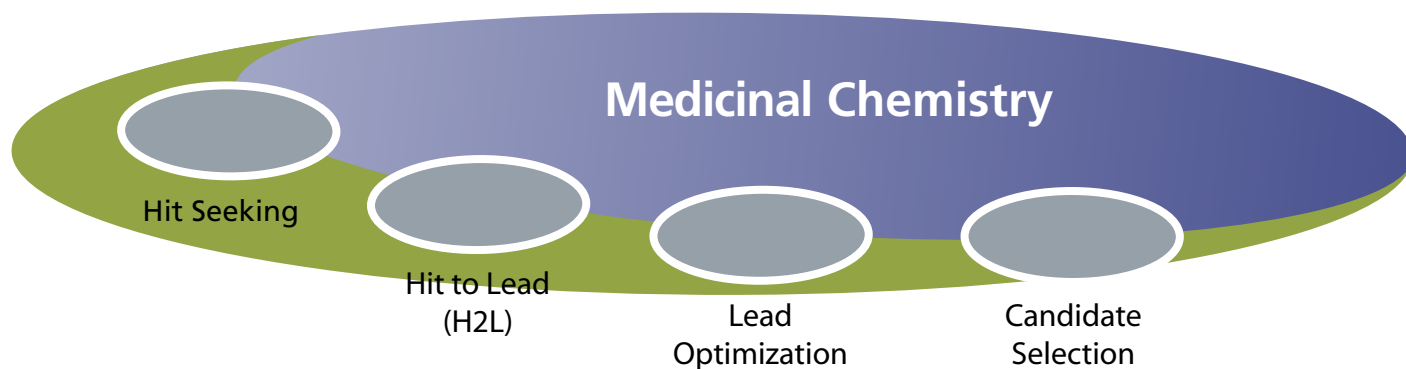 Medicinal Chemistry
Hit Seeking
Hit to Lead
(H2L)
Lead
Optimization
Candidate
Selection